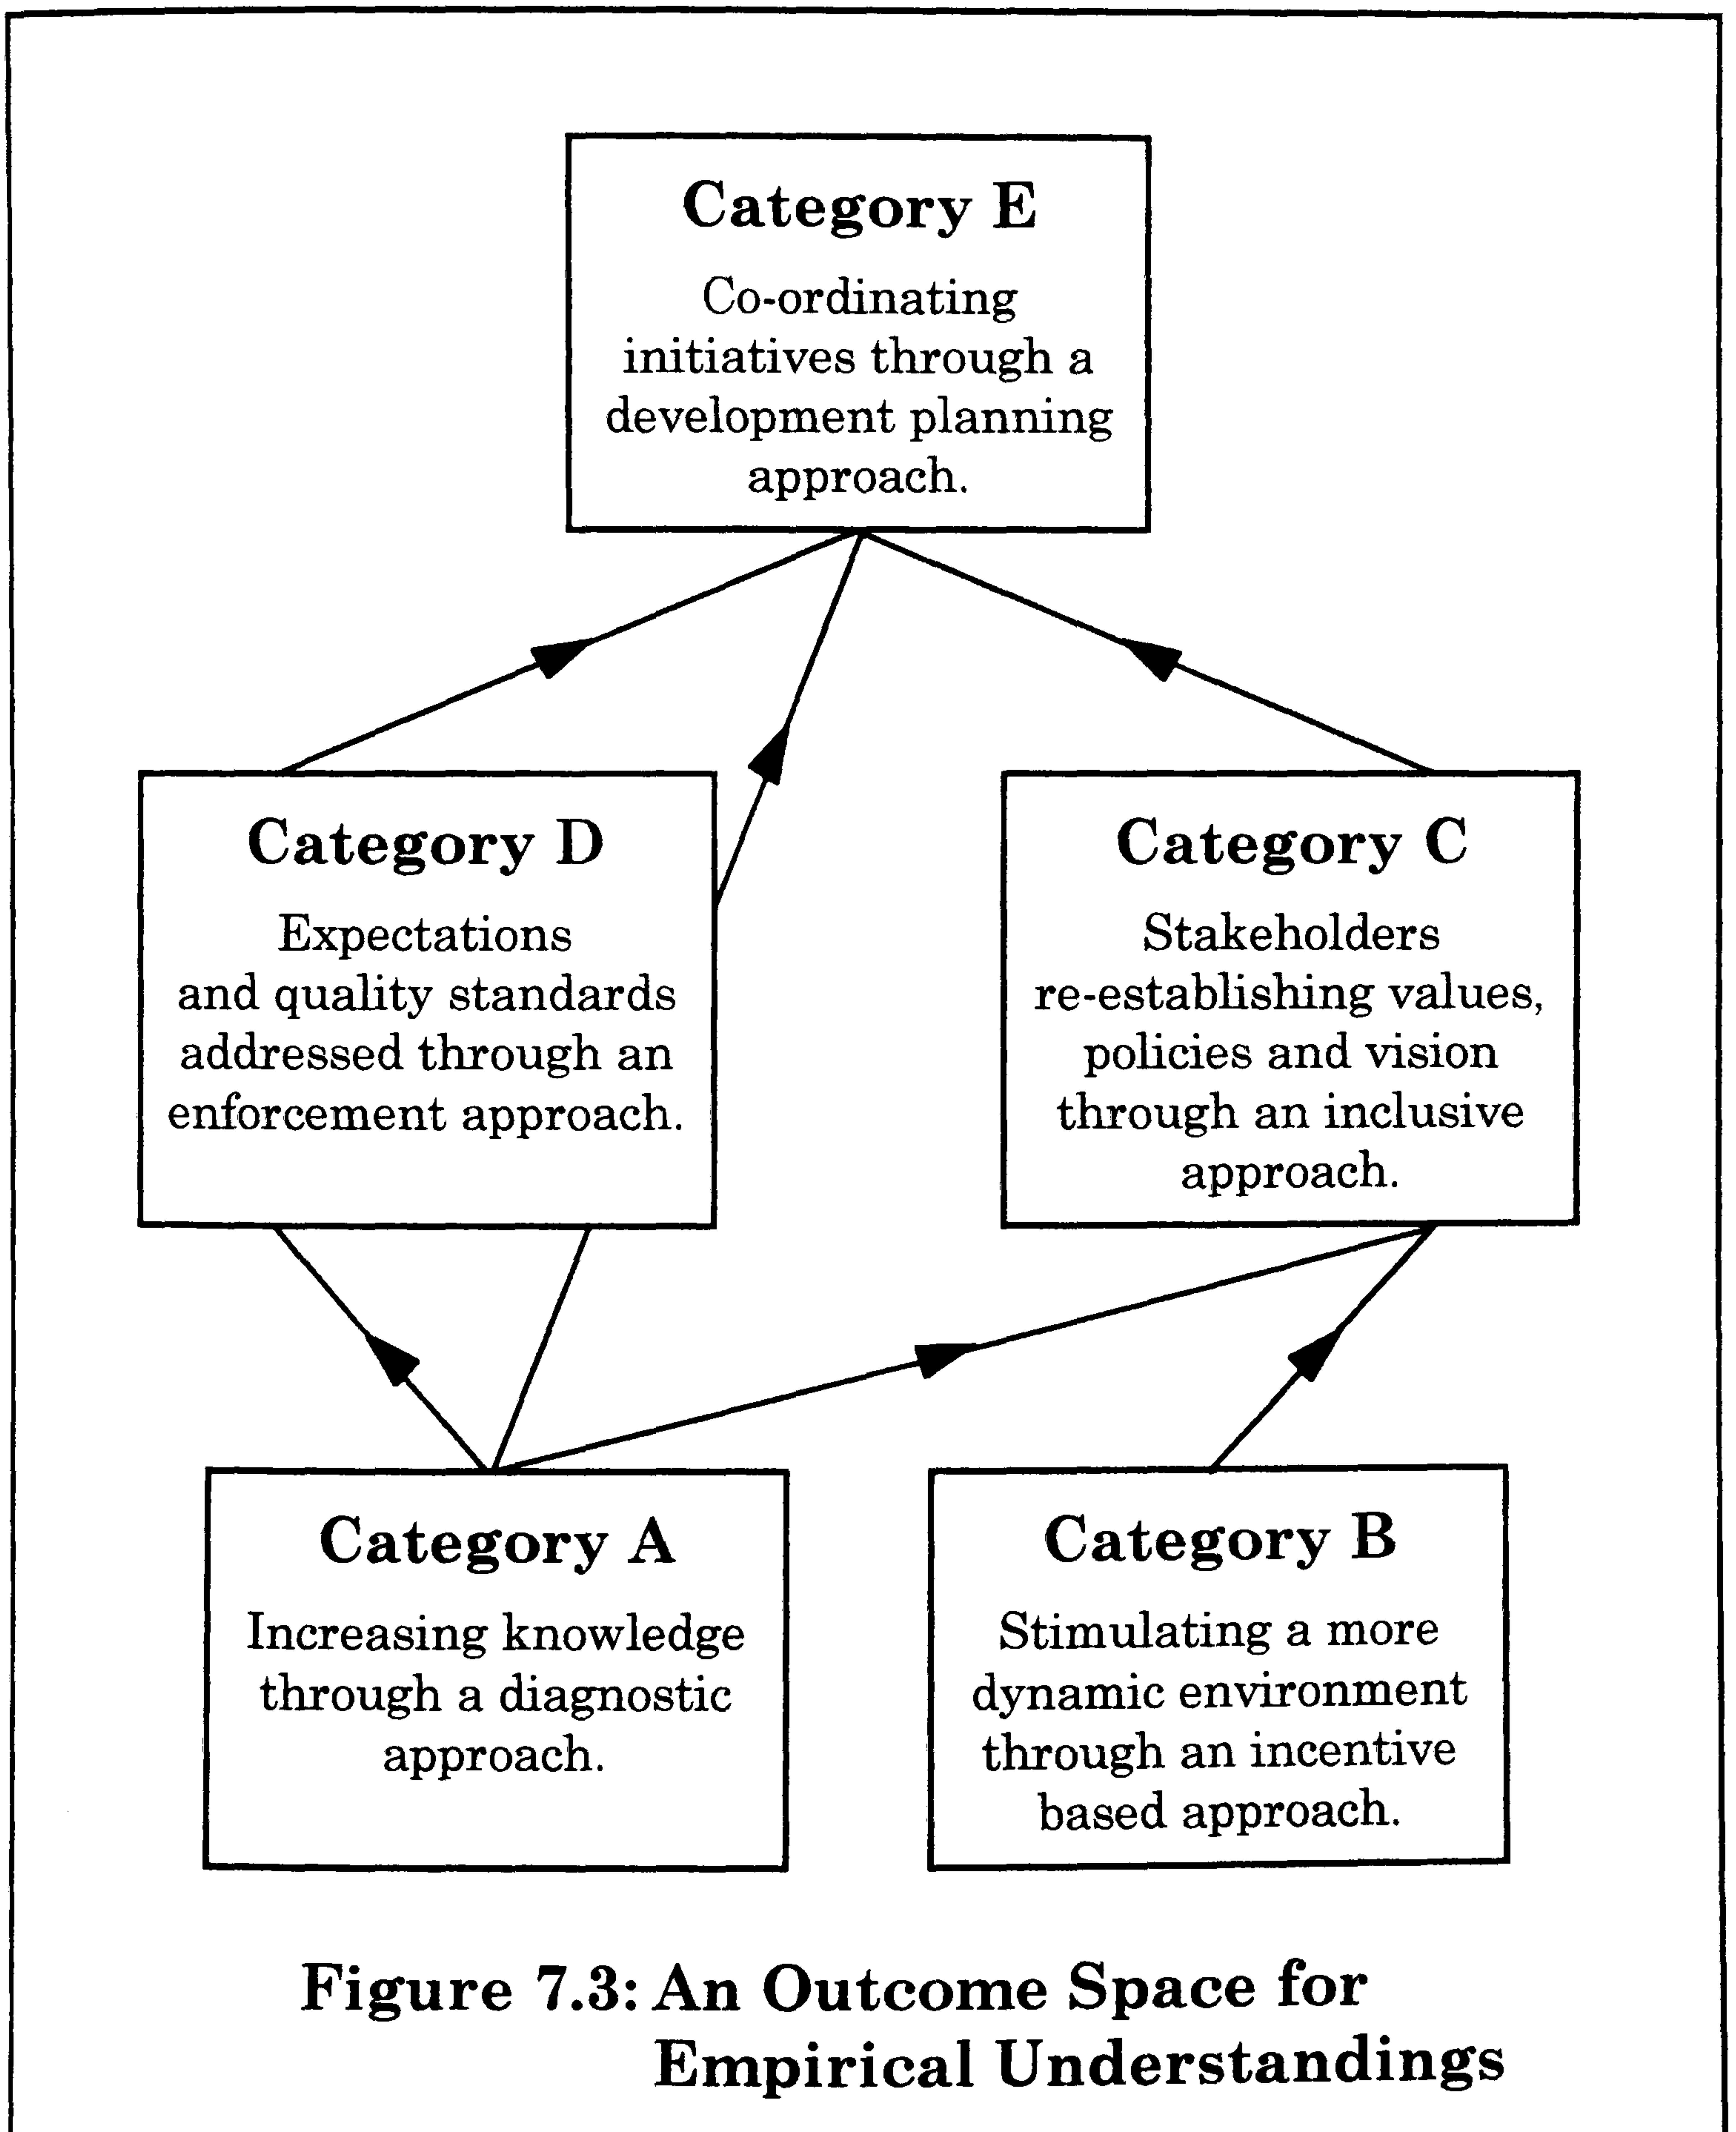 Category E
Co-ordinating
initiatives through a
development planning
approach.
Category D
Expectations
and quality standards
addressed through an
enforcement approach.
Category C
Stakeholders
re-establishing values,
policies and vision
through an inclusive
approach.
Category A
Increasing knowledge
through a diagnostic
approach.
Category B
Stimulating a more
dynamic environment
through an incentive
based approach.
Figure 7.3: An Outcome Space for
Empirical Understandings